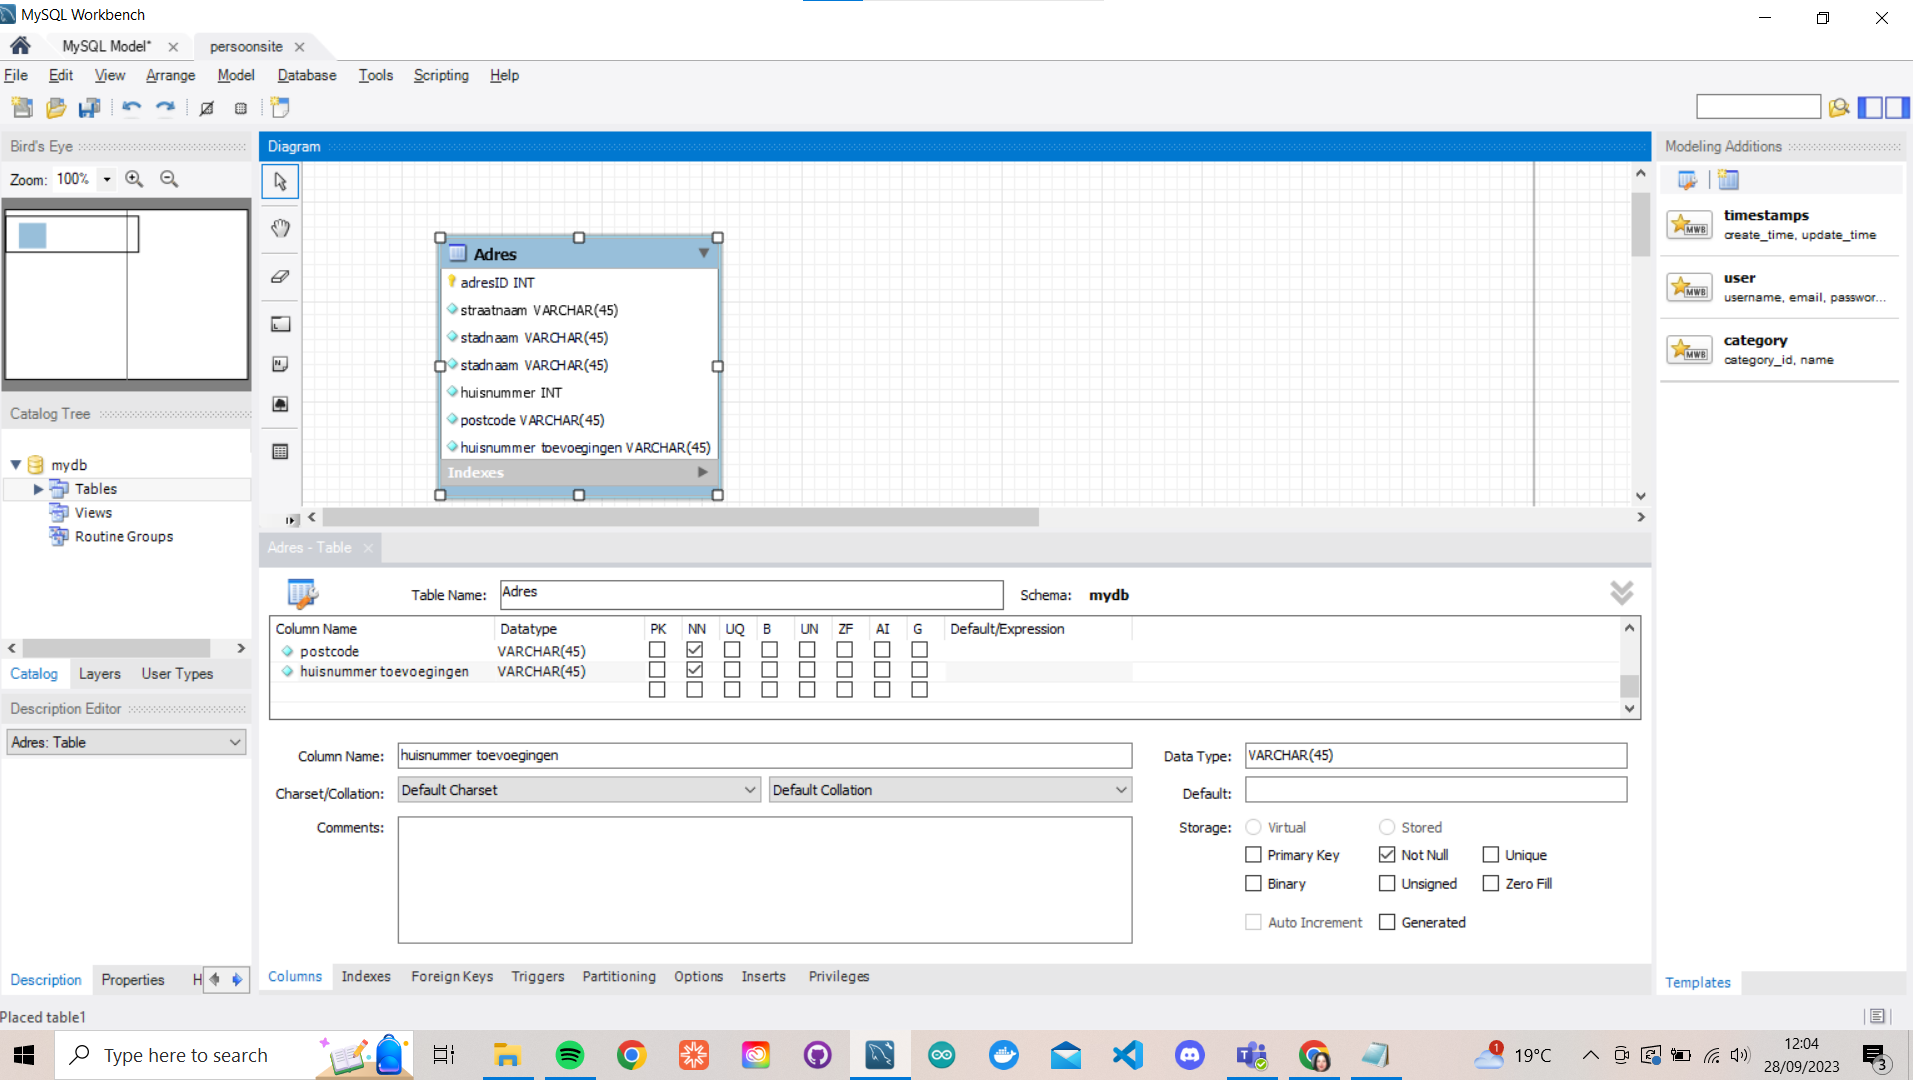 MySQL Workbench
MySQL Model*
persoonsite
File Edit View Arrange Model Database Tools Scripting Help
Bird's Eye
Zoom: 100%
Diagram
Adres
adresID INT
straatnaam VARCHAR(45)
stadnaam VARCHAR(45)
stadnaam VARCHAR(45)
huisnummer INT
postcode VARCHAR(45)
huisnummer toevoegingen VARCHAR(45)
Indexes
Modeling Additions
timestamps
create_time, update_time
user
username, email, passwor...
category
category_id, name
MWB
MWB
MWB
Catalog Tree
mydb
Tables
Views
Routine Groups
Catalog Layers User Types
Description Editor
Adres: Table
Description Properties H
Adres - Table
Table Name: Adres Schema: mydb
Column Name Datatype PK NN UQ B UN ZF AI G Default/Expression
postcode VARCHAR(45)
huisnummer toevoegingen VARCHAR(45)
Column Name: huisnummer toevoegingen Data Type: VARCHAR(45)
Charset/Collation: Default Charset Default Collation Default:
Comments: Storage: Virtual Stored
Primary Key Not Null Unique
Binary Unsigned Zero Fill
Auto Increment Generated
Columns Indexes Foreign Keys Triggers Partitioning Options Inserts Privileges
Templates
Placed table1
Type here to search
1
19°C
12:04
28/09/2023
3